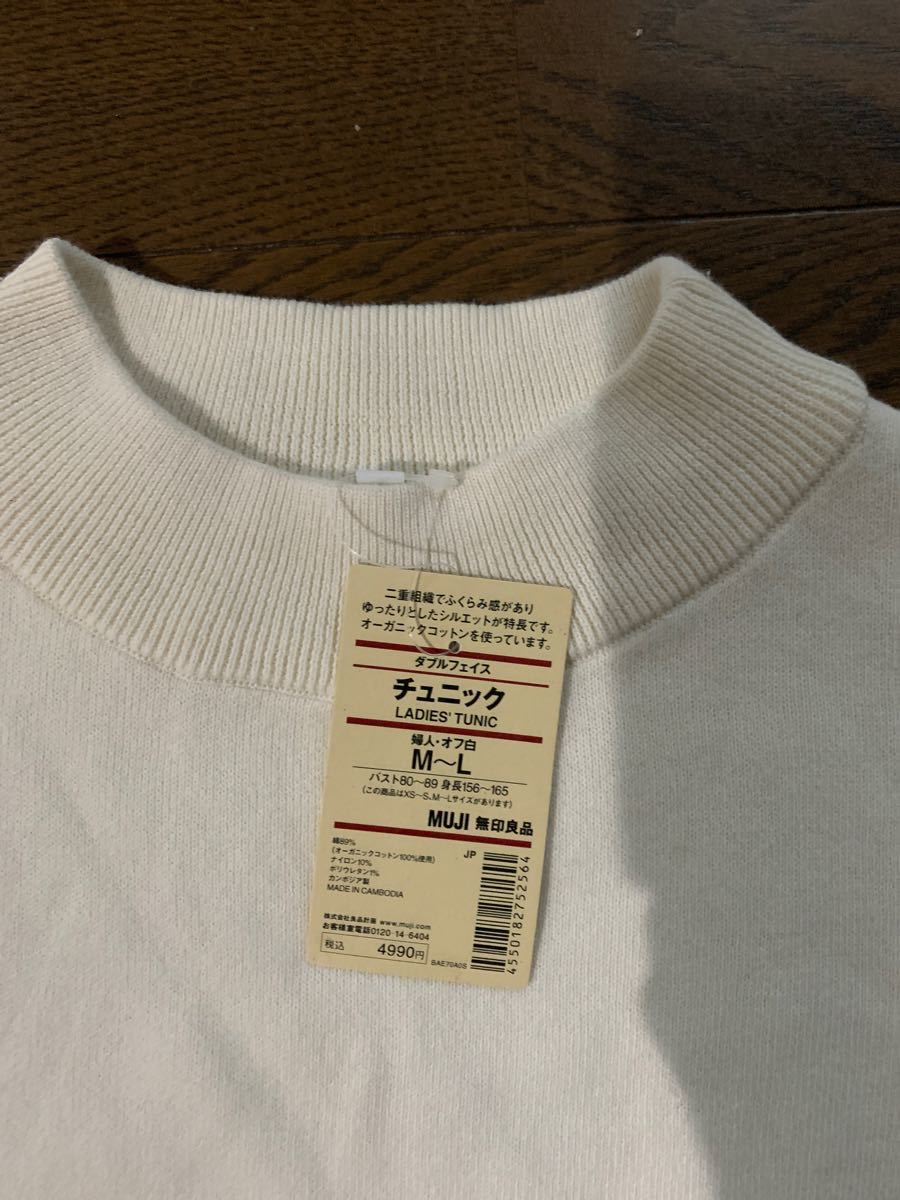 二重組織でふくらみ感があり
ゆったりとしたシルエットが特長です。
オーガニックコットンを使っています。
ダブルフェイス
チュニック
LADIES' TUNIC
婦人・オフ白
M〜L
バスト80〜89 身長156〜165
(この商品はXS〜S、M〜Lサイズがあります)
MUJI 無印良品
綿89%
(オーガニックコットン100%使用)
ナイロン10%
ポリウレタン1%
カンボジア製
MADE IN CAMBODIA
JP
株式会社良品計画 www.muji.com
お客様室電話0120-14-6404
税込 4990円
BAE70A0S
4550182752564